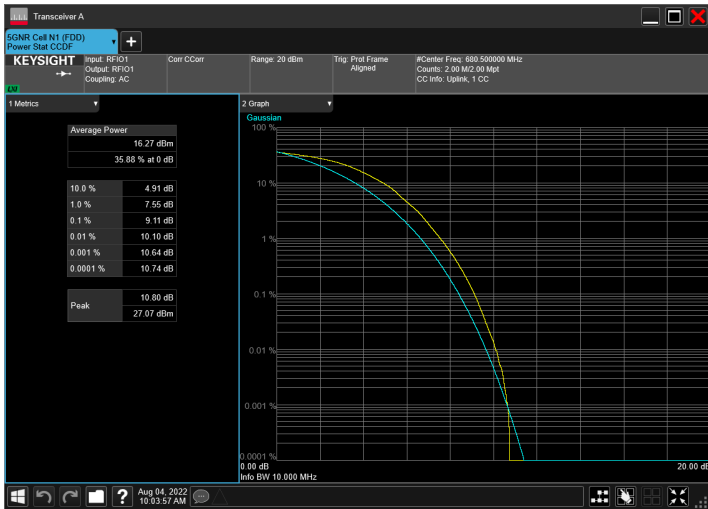 Transceiver A
5GNR Cell N1 (FDD)
Power Stat CCDF
KEYSIGHT
LXI
Input: RFIO1
Output: RFIO1
Coupling: AC
Corr CCorr
Range: 20 dBm
Trig: Prot Frame
Aligned
#Center Freq: 680.500000 MHz
Counts: 2.00 M/2.00 Mpt
CC Info: Uplink, 1 CC
1 Metrics
Average Power
16.27 dBm
35.88 % at 0 dB
10.0 % 4.91 dB
1.0 % 7.55 dB
0.1 % 9.11 dB
0.01 % 10.10 dB
0.001 % 10.64 dB
0.0001 % 10.74 dB
Peak
10.80 dB
27.07 dBm
2 Graph
Gaussian
100 %
10 %
1 %
0.1 %
0.01 %
0.001 %
0.0001 %
0.00 dB
20.00 dB
Info BW 10.000 MHz
?
Aug 04, 2022
10:03:57 AM